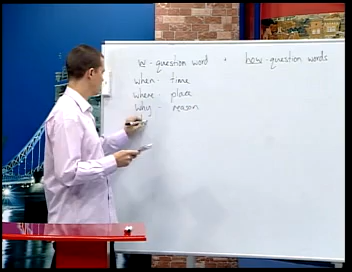 w - question word + how - question words
when - time
where - place
why - reason